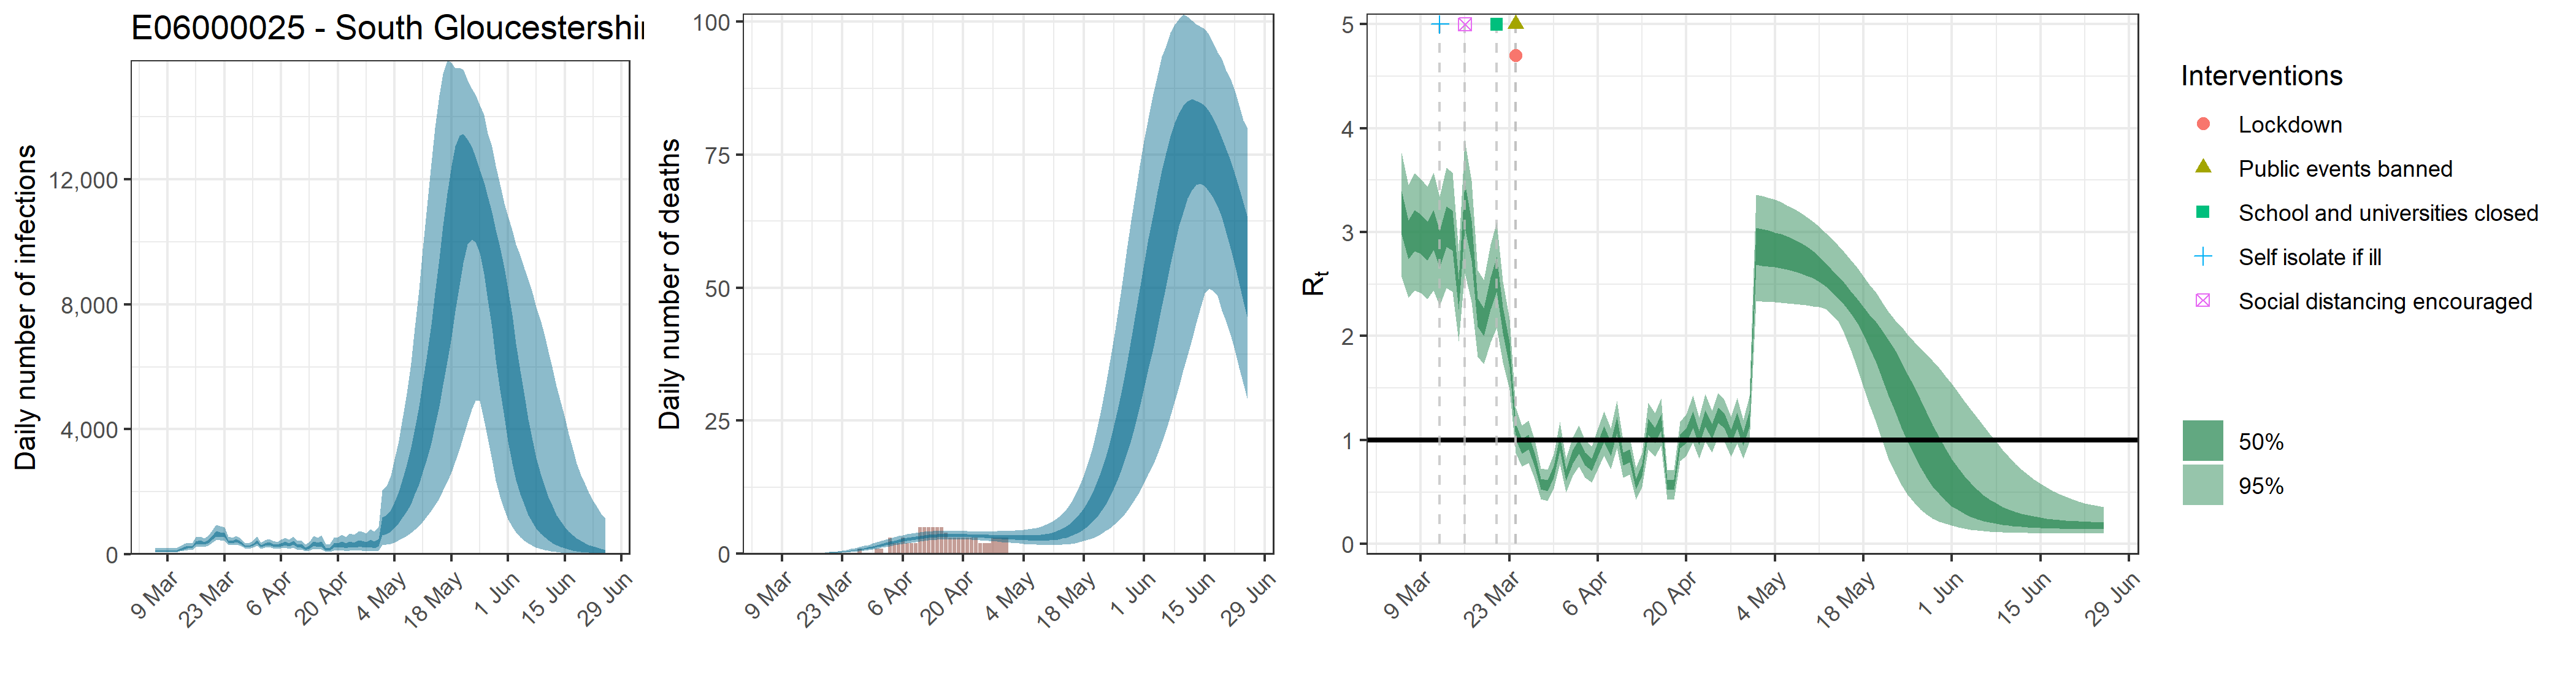 E06000025 - South Gloucestershi
Daily number of infections
12,000
8,000
4,000
0
9 Mar
23 Mar
6 Apr
20 Apr
4 May
18 May
1 Jun
15 Jun
29 Jun
Daily number of deaths
100
75
50
25
0
9 Mar
23 Mar
6 Apr
20 Apr
4 May
18 May
1 Jun
15 Jun
29 Jun
Rt
5
4
3
2
1
0
9 Mar
23 Mar
6 Apr
20 Apr
4 May
18 May
1 Jun
15 Jun
29 Jun
Interventions
Lockdown
Public events banned
School and universities closed
Self isolate if ill
Social distancing encouraged
50%
95%